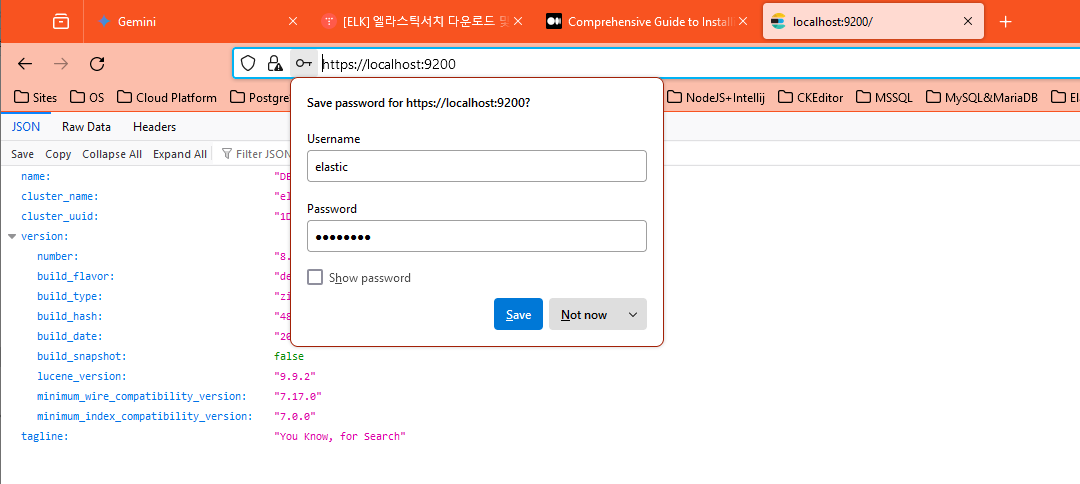 Gemini
[ELK] 엘라스틱서치 다운로드 및
Comprehensive Guide to Install
localhost:9200/
https://localhost:9200
Sites
OS
Cloud Platform
Postgre
NodeJS+Intellij
CKEditor
MSSQL
MySQL&MariaDB
El
JSON
Raw Data
Headers
Save
Copy
Collapse All
Expand All
Filter JSON
Save password for https://localhost:9200?
Username
elastic
Password
••••••••
Show password
Save
Not now
name: "DE
cluster_name: "el
cluster_uuid: "1D
version:
number: "8.
build_flavor: "de
build_type: "zi
build_hash: "48
build_date: "20
build_snapshot: false
lucene_version: "9.9.2"
minimum_wire_compatibility_version: "7.17.0"
minimum_index_compatibility_version: "7.0.0"
tagline: "You Know, for Search"